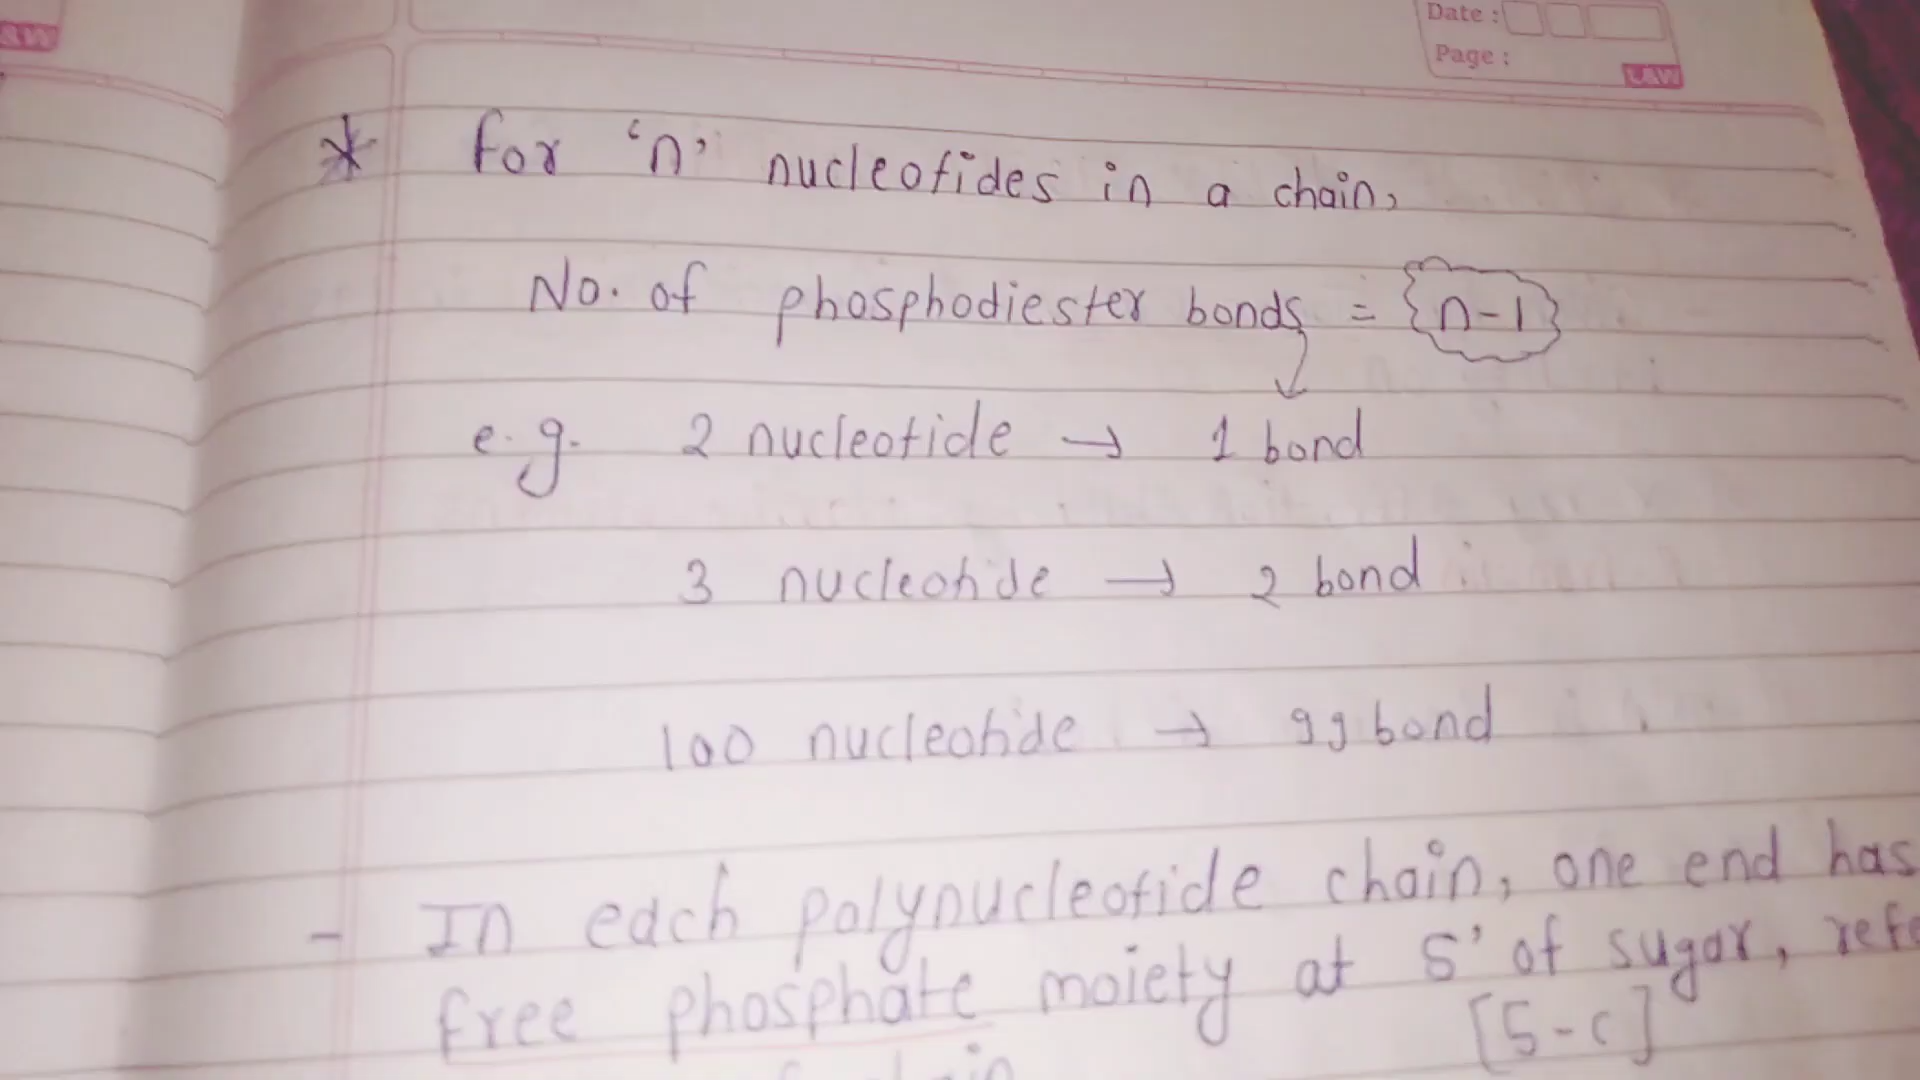 L&W
Date :
Page :
L&W
* For 'n' nucleotides in a chain,
No. of phosphodiester bonds = {n-1}
e.g. 2 nucleotide → 1 bond
3 nucleotide → 2 bond
100 nucleotide → 99 bond
- In each polynucleotide chain, one end has
free phosphate moiety at 5' of sugar, refe
[5-C]